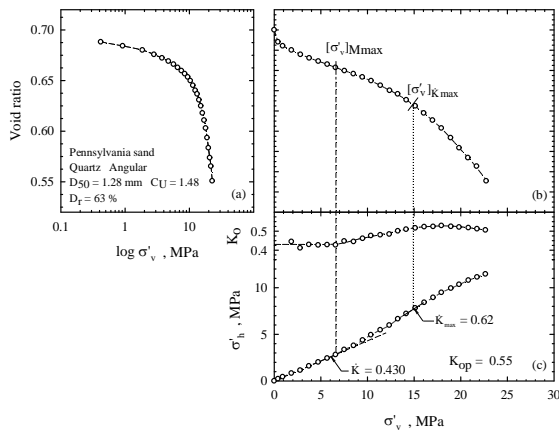 Void ratio
0.70
0.65
0.60
0.55
Pennsylvania sand
Quartz Angular
D50 = 1.28 mm CU = 1.48
Dr = 63 %
(a)
0.1 1 10 100
log σ'v , MPa
[σ'v]Mmax
[σ'v]K̇max
(b)
Ko
0.5
0.4
σ'h , MPa
10
5
0
K̇max = 0.62
K̇ = 0.430
Kop = 0.55
(c)
0 5 10 15 20 25 30
σ'v , MPa